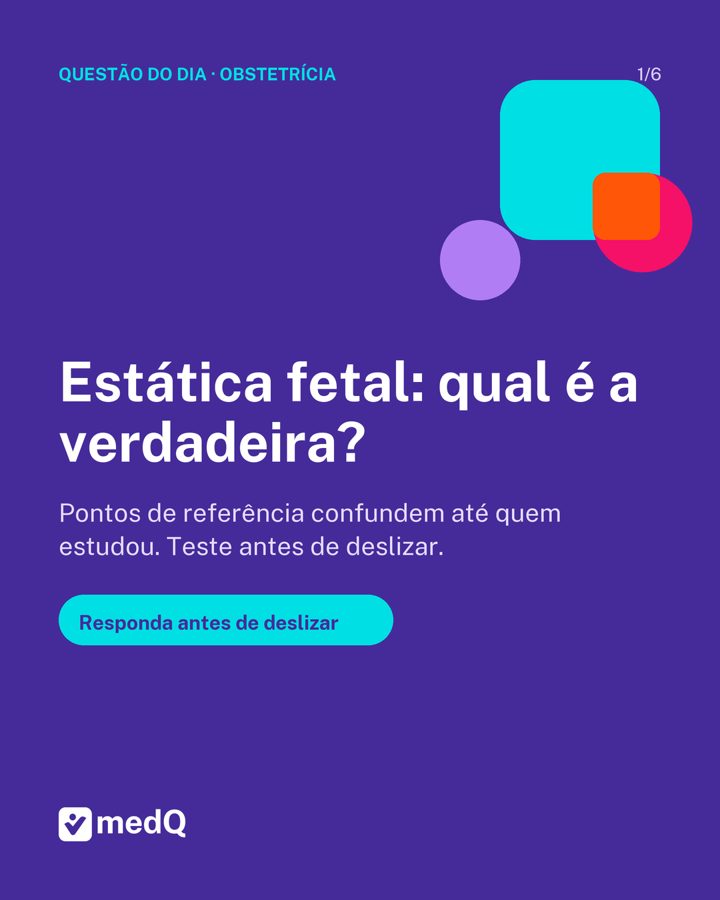 QUESTÃO DO DIA · OBSTETRÍCIA
1/6
Estática fetal: qual é a
verdadeira?
Pontos de referência confundem até quem
estudou. Teste antes de deslizar.
Responda antes de deslizar
medQ